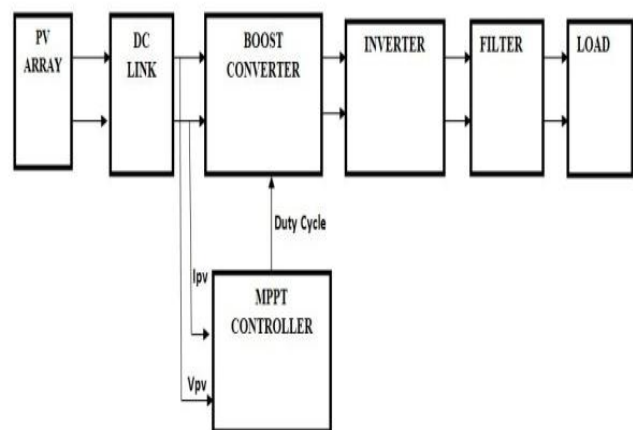 PV
ARRAY
DC
LINK
BOOST
CONVERTER
INVERTER
FILTER
LOAD
Duty Cycle
Ipv
MPPT
CONTROLLER
Vpv